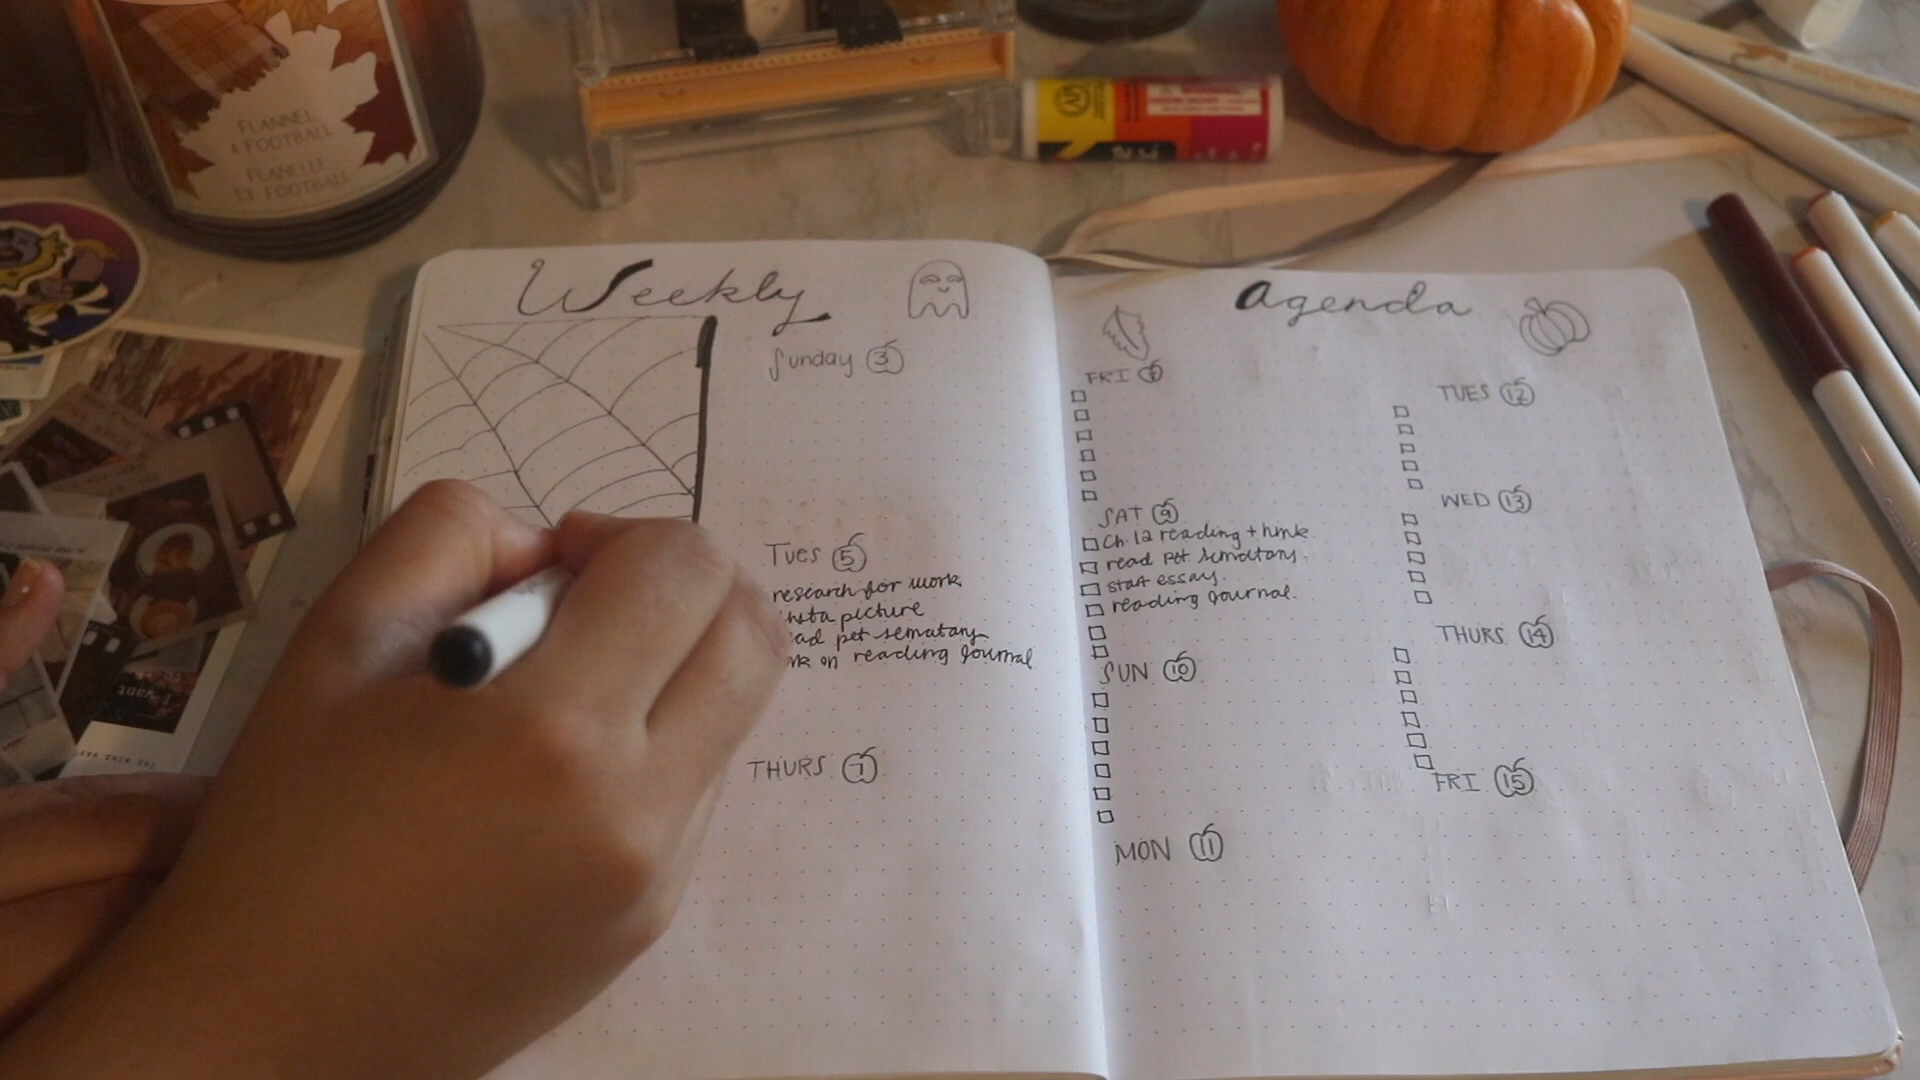 FLANNEL
& FOOTBALL
FLANELLE
ET FOOTBALL
Weekly
Sunday 3
Tues 5
research for work
insta picture
pet sematary
on reading journal
THURS 7
Agenda
FRI
SAT 9
Ch. 12 reading + hmk
read pet sematary.
start essay.
reading journal.
SUN 10
MON 11
TUES 12
WED 13
THURS 14
FRI 15